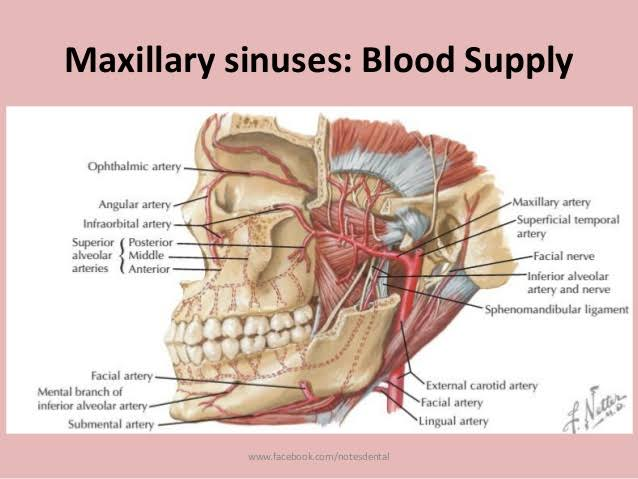 Maxillary sinuses: Blood Supply
Ophthalmic artery
Angular artery
Infraorbital artery
Superior
alveolar
arteries
Posterior
Middle
Anterior
Facial artery
Mental branch of
inferior alveolar artery
Submental artery
Maxillary artery
Superficial temporal
artery
Facial nerve
Inferior alveolar
artery and nerve
Sphenomandibular ligament
External carotid artery
Facial artery
Lingual artery
F. Netter
M.D.
www.facebook.com/notesdental